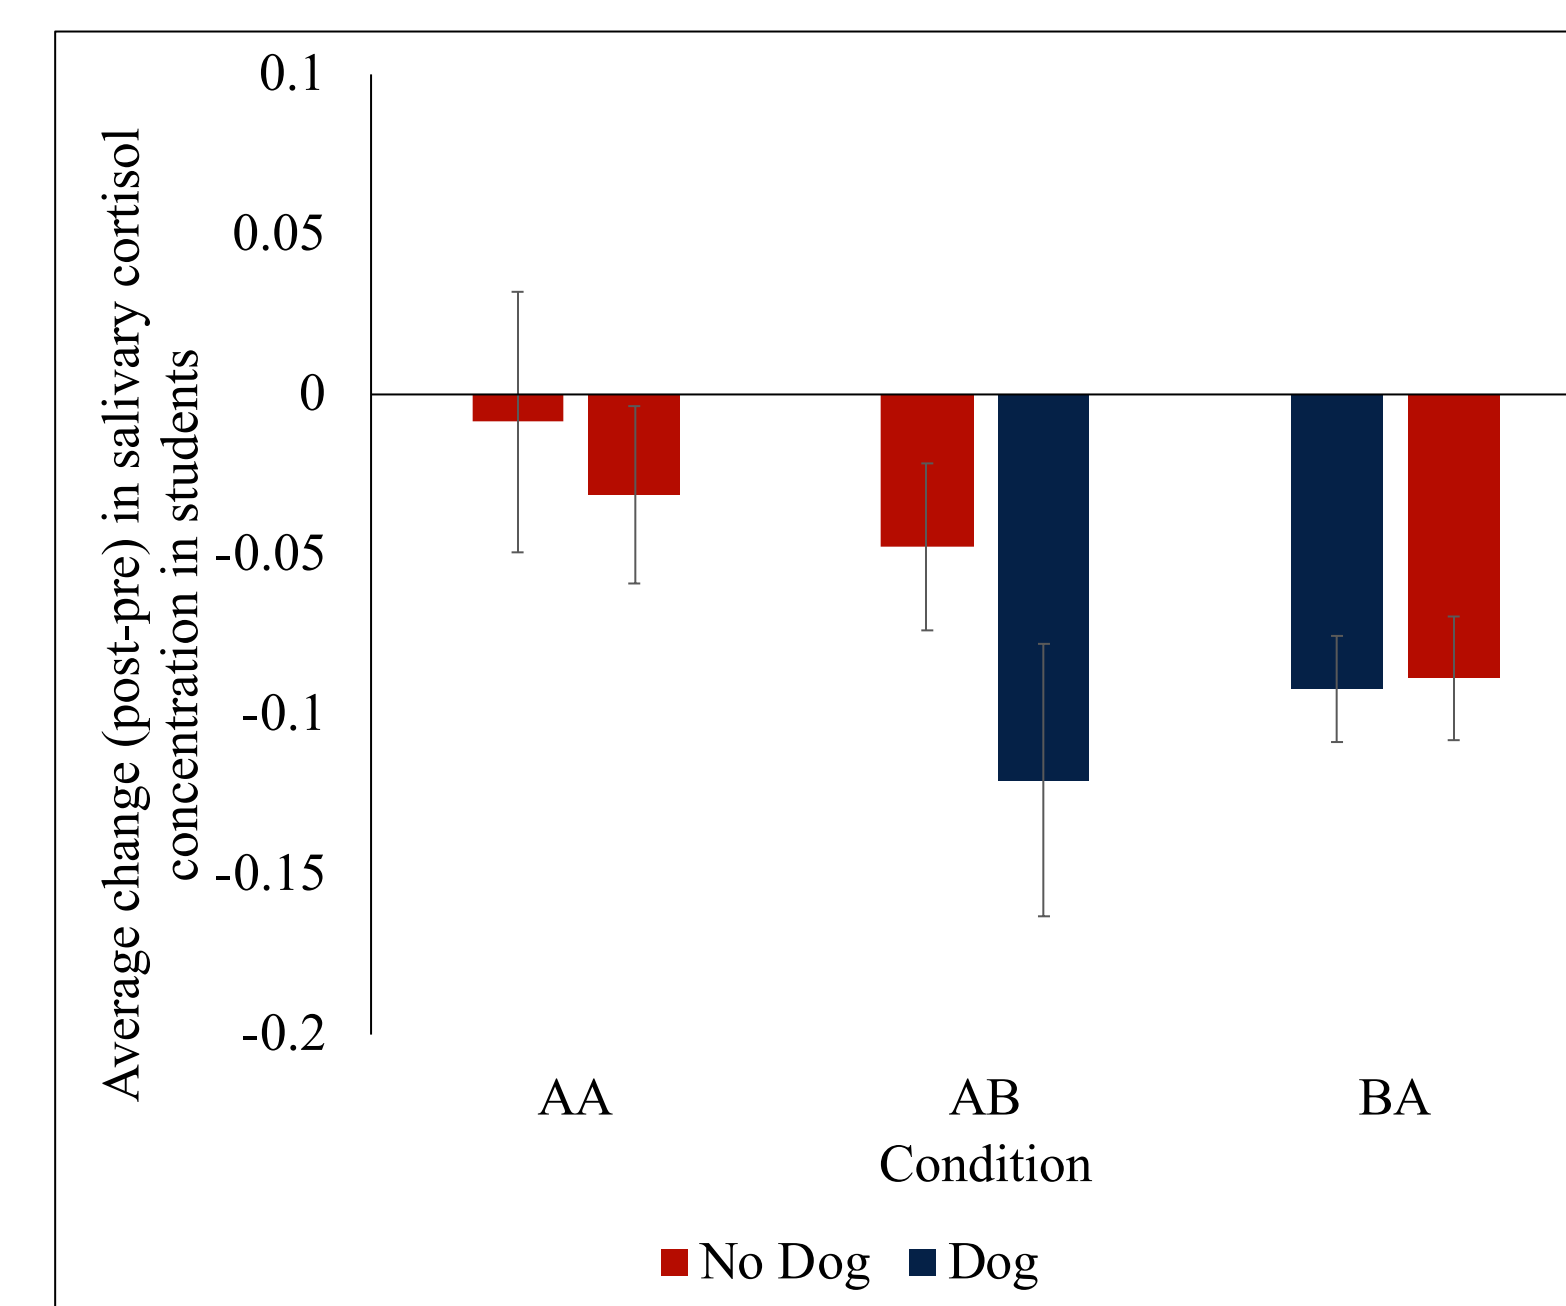 0.1
0.05
0
-0.05
-0.1
-0.15
-0.2
Average change (post-pre) in salivary cortisol
concentration in students
AA AB BA
Condition
No Dog Dog